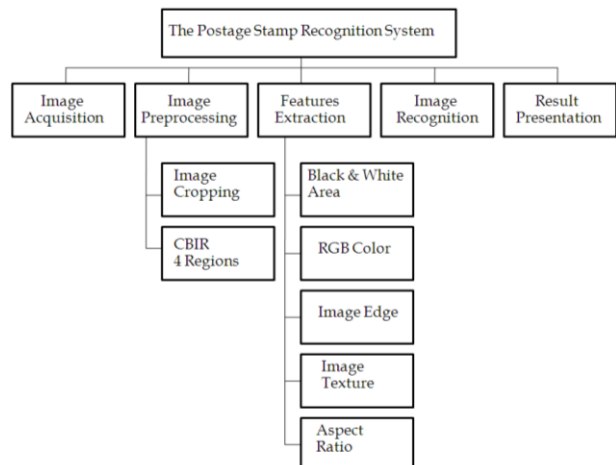 The Postage Stamp Recognition System
Image
Acquisition
Image
Preprocessing
Features
Extraction
Image
Recognition
Result
Presentation
Image
Cropping
CBIR
4 Regions
Black & White
Area
RGB Color
Image Edge
Image
Texture
Aspect
Ratio